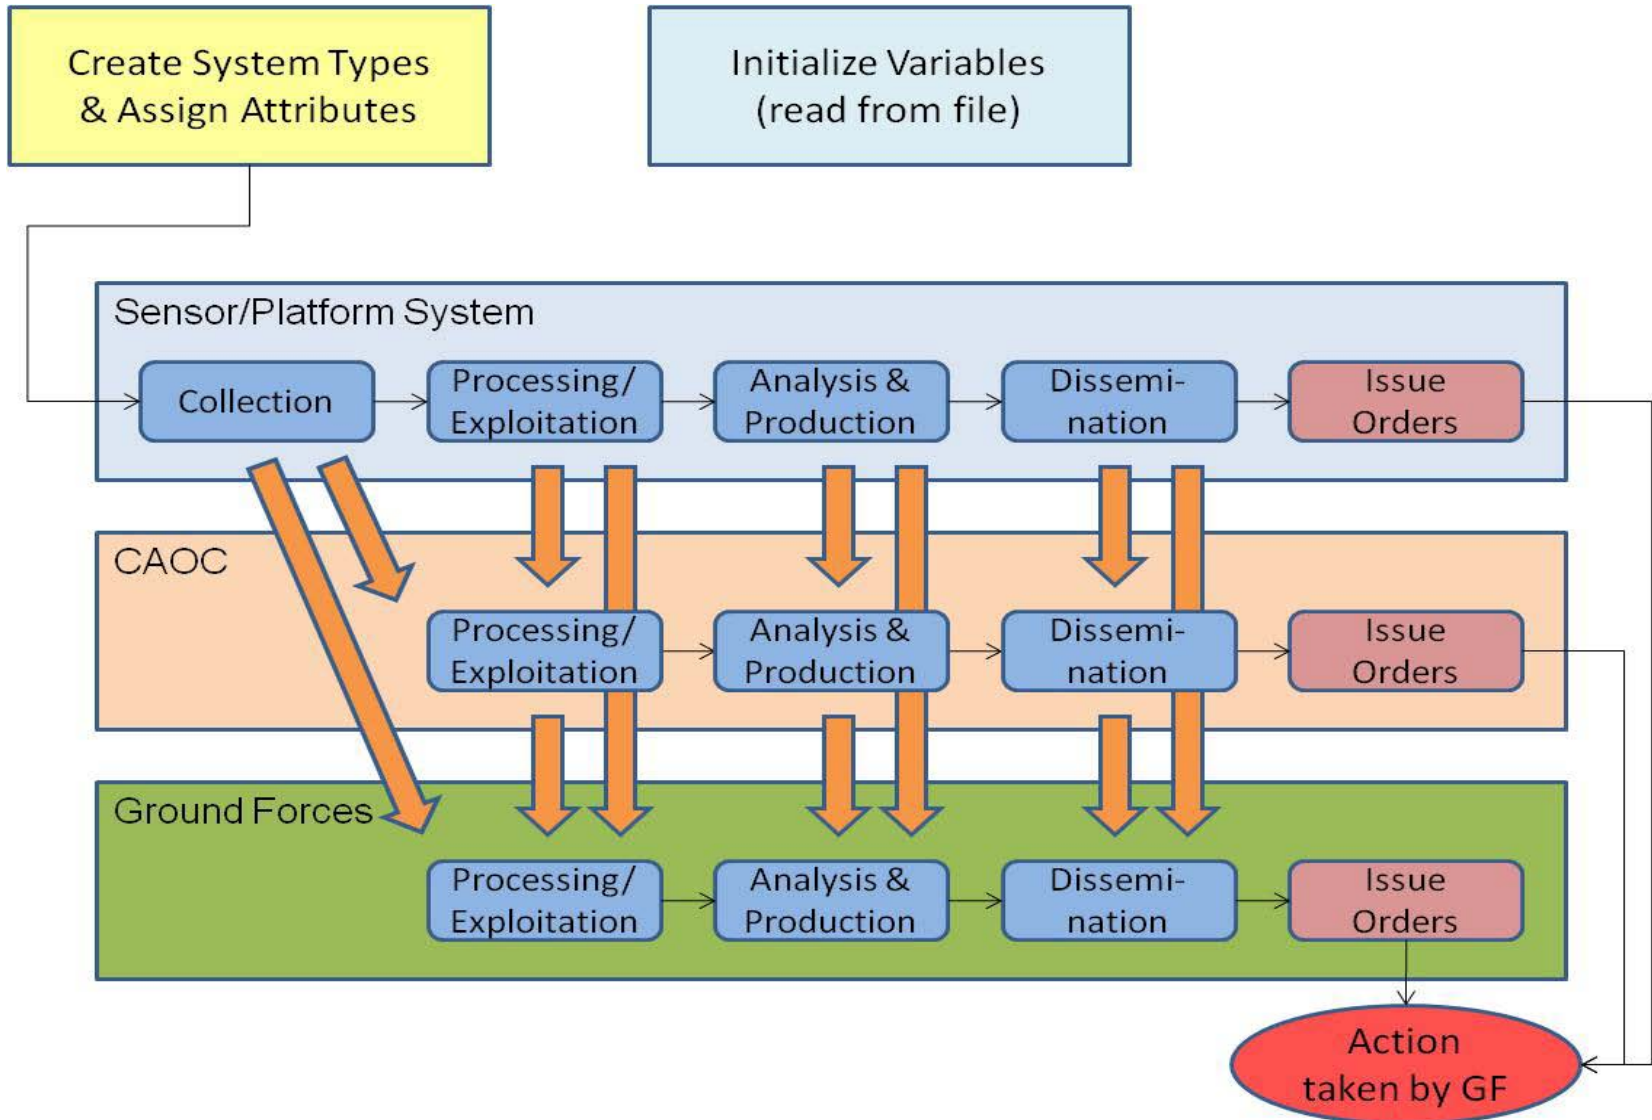 Create System Types
& Assign Attributes
Initialize Variables
(read from file)
Sensor/Platform System
Collection
Processing/
Exploitation
Analysis &
Production
Dissemi-
nation
Issue
Orders
CAOC
Processing/
Exploitation
Analysis &
Production
Dissemi-
nation
Issue
Orders
Ground Forces
Processing/
Exploitation
Analysis &
Production
Dissemi-
nation
Issue
Orders
Action
taken by GF